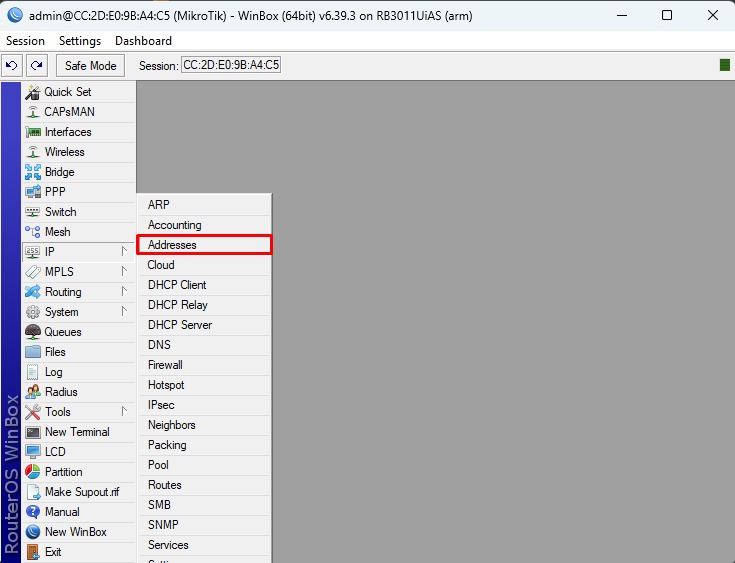 admin@CC:2D:E0:9B:A4:C5 (MikroTik) - WinBox (64bit) v6.39.3 on RB3011UiAS (arm)
Session Settings Dashboard
Safe Mode Session: CC:2D:E0:9B:A4:C5
Quick Set
CAPsMAN
Interfaces
Wireless
Bridge
PPP
Switch
Mesh
IP
MPLS
Routing
System
Queues
Files
Log
Radius
Tools
New Terminal
LCD
Partition
Make Supout.rif
Manual
New WinBox
Exit
RouterOS WinBox
ARP
Accounting
Addresses
Cloud
DHCP Client
DHCP Relay
DHCP Server
DNS
Firewall
Hotspot
IPsec
Neighbors
Packing
Pool
Routes
SMB
SNMP
Services